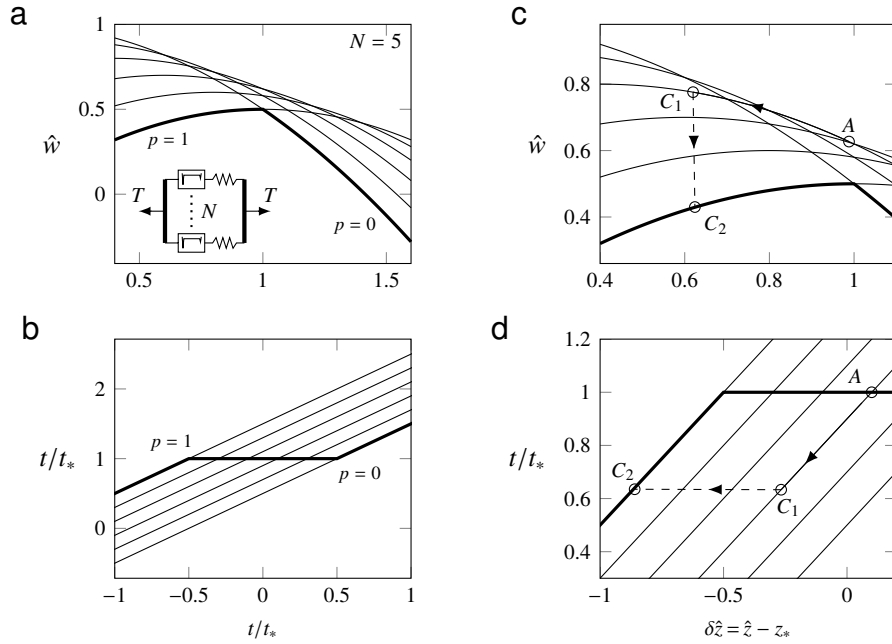 a
N = 5
1
0.5
0
ŵ
p = 1
p = 0
T
N
T
0.5
1
1.5
c
0.8
0.6
0.4
ŵ
C1
A
C2
0.4
0.6
0.8
1
b
2
1
0
t/t*
p = 1
p = 0
−1
−0.5
0
0.5
1
t/t*
d
1.2
1
0.8
0.6
0.4
t/t*
A
C2
C1
−1
−0.5
0
δẑ = ẑ − z*